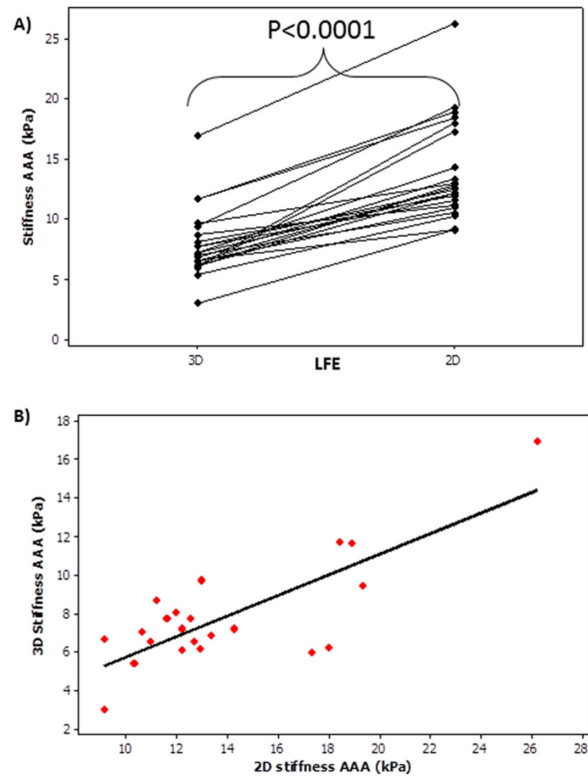 A)
P<0.0001
Stiffness AAA (kPa)
25
20
15
10
5
0
3D
LFE
2D
B)
3D Stiffness AAA (kPa)
18
16
14
12
10
8
6
4
2
10 12 14 16 18 20 22 24 26 28
2D stiffness AAA (kPa)